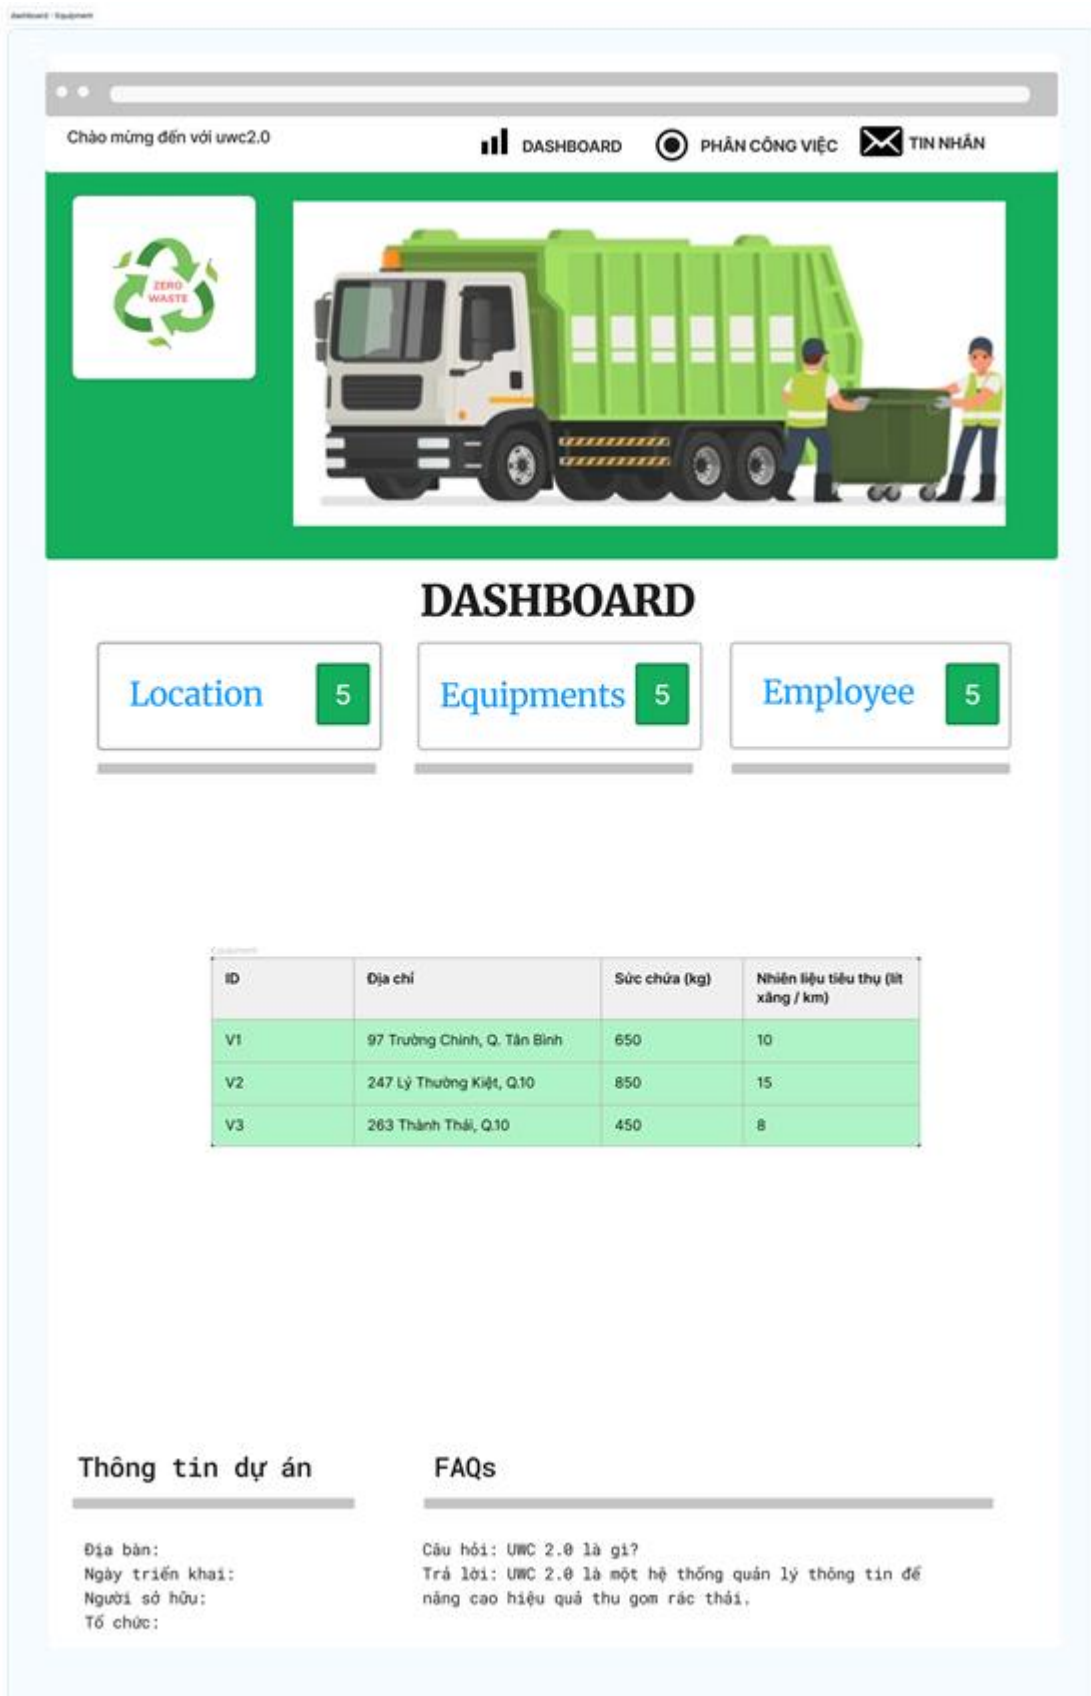 dashboard - Equipment
Chào mừng đến với uwc2.0
DASHBOARD
PHÂN CÔNG VIỆC
TIN NHẮN
ZERO
WASTE
DASHBOARD
Location 5
Equipments 5
Employee 5
Equipment
ID Địa chỉ Sức chứa (kg) Nhiên liệu tiêu thụ (lít
xăng / km)
V1 97 Trường Chinh, Q. Tân Bình 650 10
V2 247 Lý Thường Kiệt, Q.10 850 15
V3 263 Thành Thái, Q.10 450 8
Thông tin dự án
Địa bàn:
Ngày triển khai:
Người sở hữu:
Tổ chức:
FAQs
Câu hỏi: UWC 2.0 là gì?
Trả lời: UWC 2.0 là một hệ thống quản lý thông tin để
nâng cao hiệu quả thu gom rác thải.